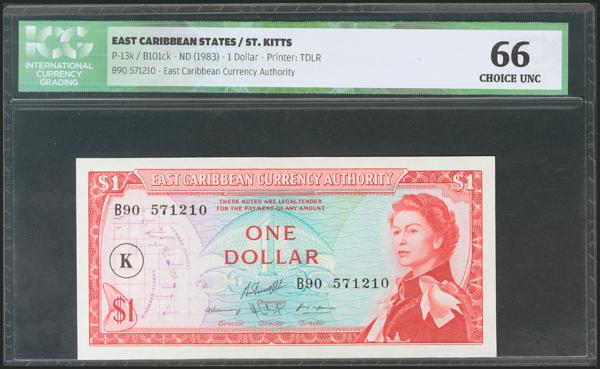 ICG
INTERNATIONAL
CURRENCY
GRADING
EAST CARIBBEAN STATES / ST. KITTS
P-13k / B101ck - ND (1983) - 1 Dollar - Printer: TDLR
B90 571210 - East Caribbean Currency Authority
66
CHOICE UNC
EAST CARIBBEAN CURRENCY AUTHORITY
$1
$1
THESE NOTES ARE LEGAL TENDER
FOR THE PAYMENT OF ANY AMOUNT
B90 571210
ONE
DOLLAR
K
B90 571210
Chairman
$1
Director Director Director